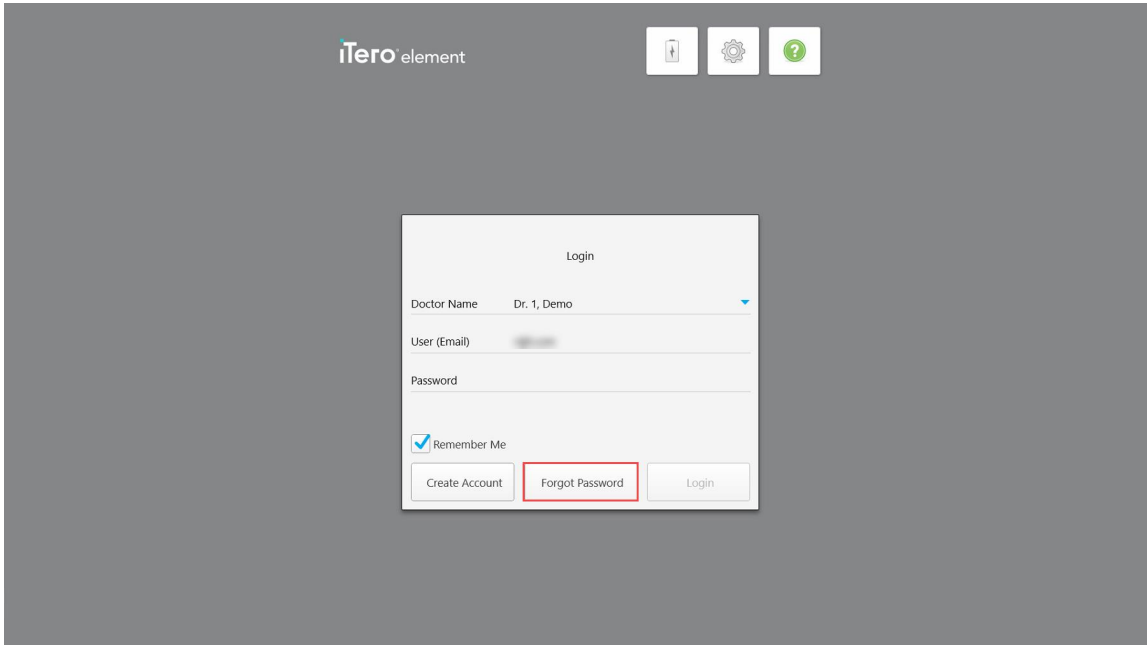 iTero element
Login
Doctor Name Dr. 1, Demo
User (Email)
Password
Remember Me
Create Account Forgot Password Login